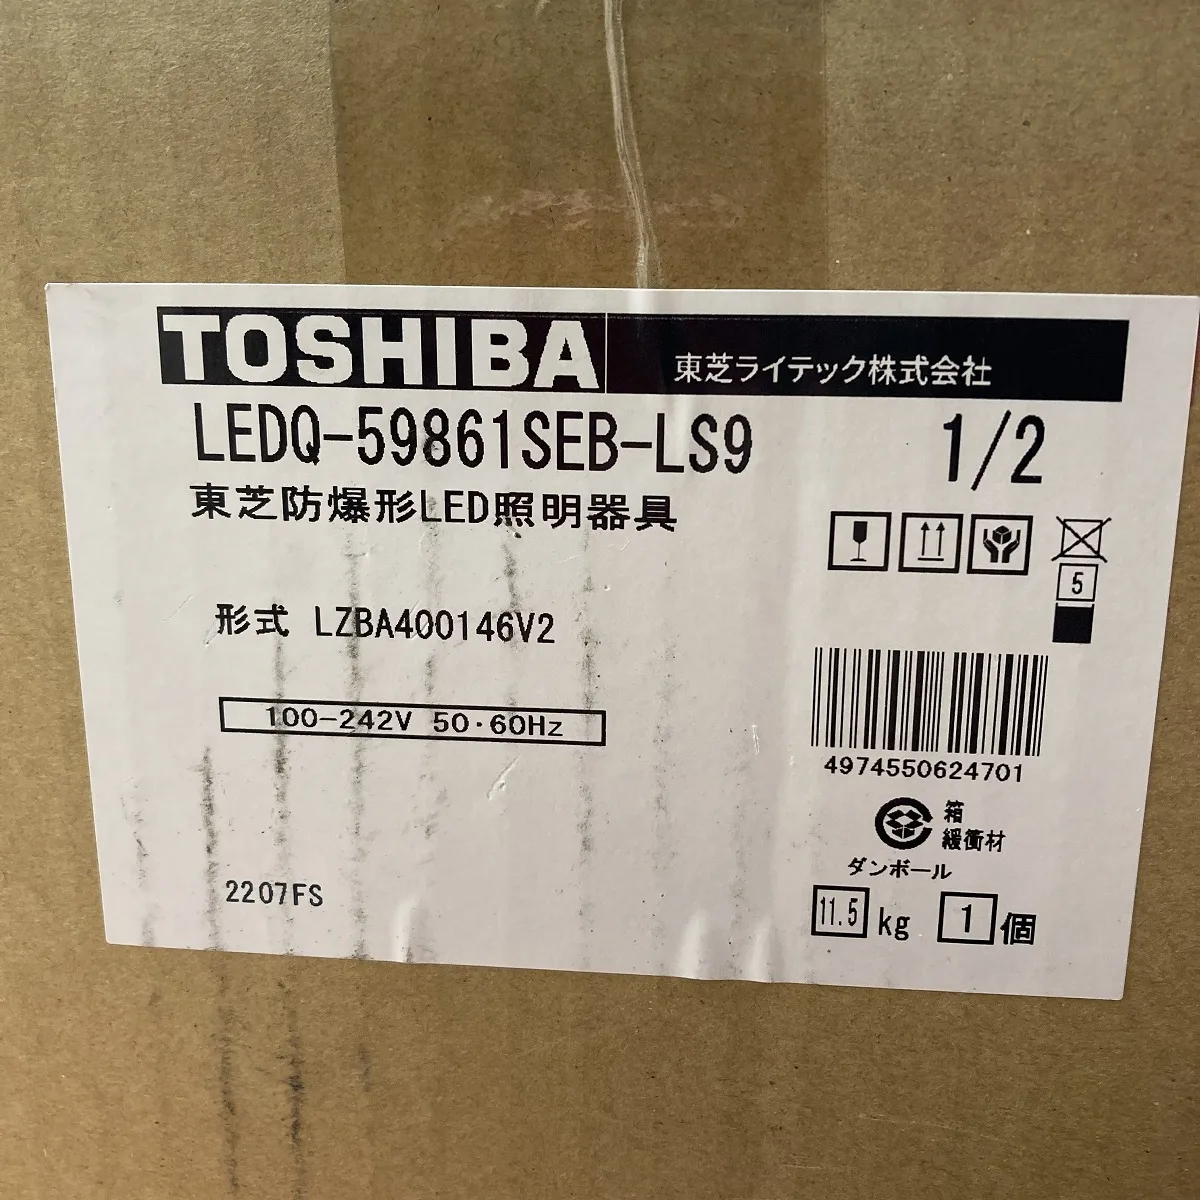 TOSHIBA 東芝ライテック株式会社
LEDQ-59861SEB-LS9 1/2
東芝防爆形LED照明器具
5
形式 LZBA400146V2
100-242V 50・60Hz
4974550624701
箱
緩衝材
ダンボール
2207FS
11.5 kg 1 個